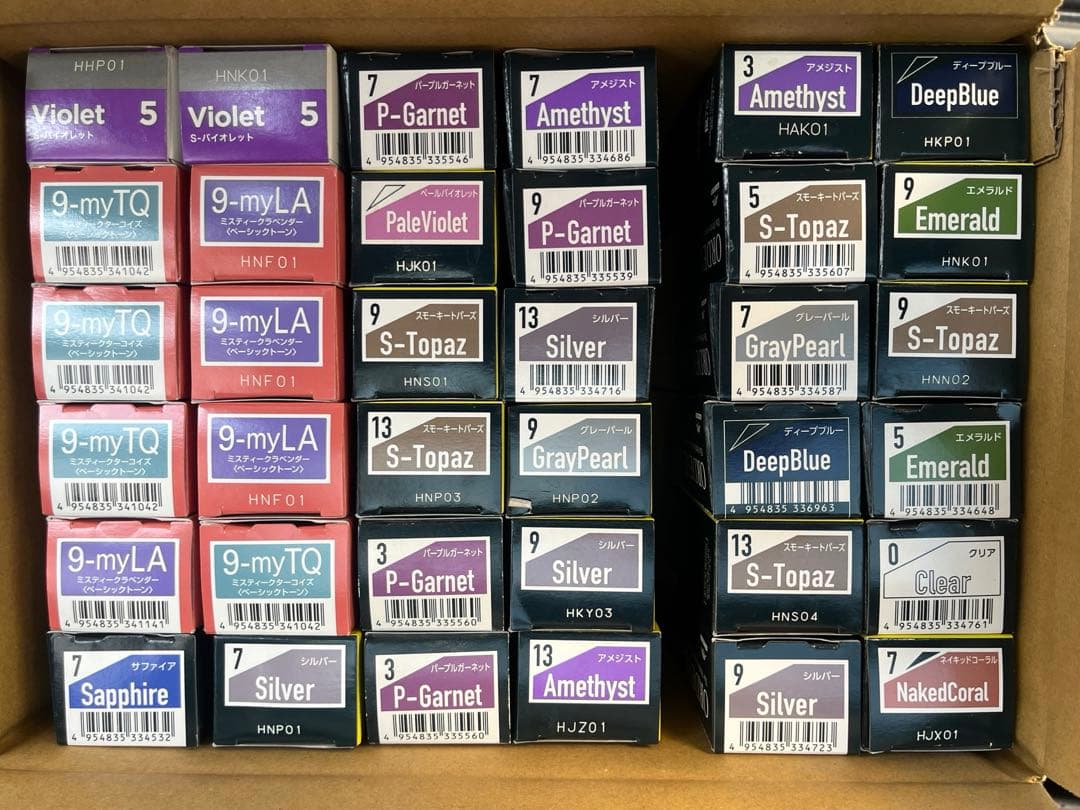 HHP01
Violet 5
S-バイオレット
HNK01
Violet 5
S-バイオレット
7 パープルガーネット
P-Garnet
4 954835 335546
7 アメジスト
Amethyst
4 954835 334686
3 アメジスト
Amethyst
HAK01
ディープブルー
DeepBlue
HKP01
9-myTQ
ミスティークターコイズ
〈ベーシックトーン〉
4 954835 341042
9-myLA
ミスティークラベンダー
〈ベーシックトーン〉
HNF01
ペールバイオレット
PaleViolet
HJK01
9 パープルガーネット
P-Garnet
4 954835 335539
5 スモーキートパーズ
S-Topaz
4 954835 335607
9 エメラルド
Emerald
HNK01
9-myTQ
ミスティークターコイズ
〈ベーシックトーン〉
4 954835 341042
9-myLA
ミスティークラベンダー
〈ベーシックトーン〉
HNF01
9 スモーキートパーズ
S-Topaz
HNS01
13 シルバー
Silver
4 954835 334716
7 グレーパール
GrayPearl
4 954835 334587
9 スモーキートパーズ
S-Topaz
HNN02
9-myTQ
ミスティークターコイズ
〈ベーシックトーン〉
4 954835 341042
9-myLA
ミスティークラベンダー
〈ベーシックトーン〉
HNF01
13 スモーキートパーズ
S-Topaz
HNP03
9 グレーパール
GrayPearl
HNP02
ディープブルー
DeepBlue
4 954835 336963
5 エメラルド
Emerald
4 954835 334648
9-myLA
ミスティークラベンダー
〈ベーシックトーン〉
4 954835 341141
9-myTQ
ミスティークターコイズ
〈ベーシックトーン〉
4 954835 341042
3 パープルガーネット
P-Garnet
4 954835 335560
9 シルバー
Silver
HKY03
13 スモーキートパーズ
S-Topaz
HNS04
0 クリア
Clear
4 954835 334761
7 サファイア
Sapphire
4 954835 334532
7 シルバー
Silver
HNP01
3 パープルガーネット
P-Garnet
4 954835 335560
13 アメジスト
Amethyst
HJZ01
9 シルバー
Silver
4 954835 334723
7 ネイキッドコーラル
NakedCoral
HJX01